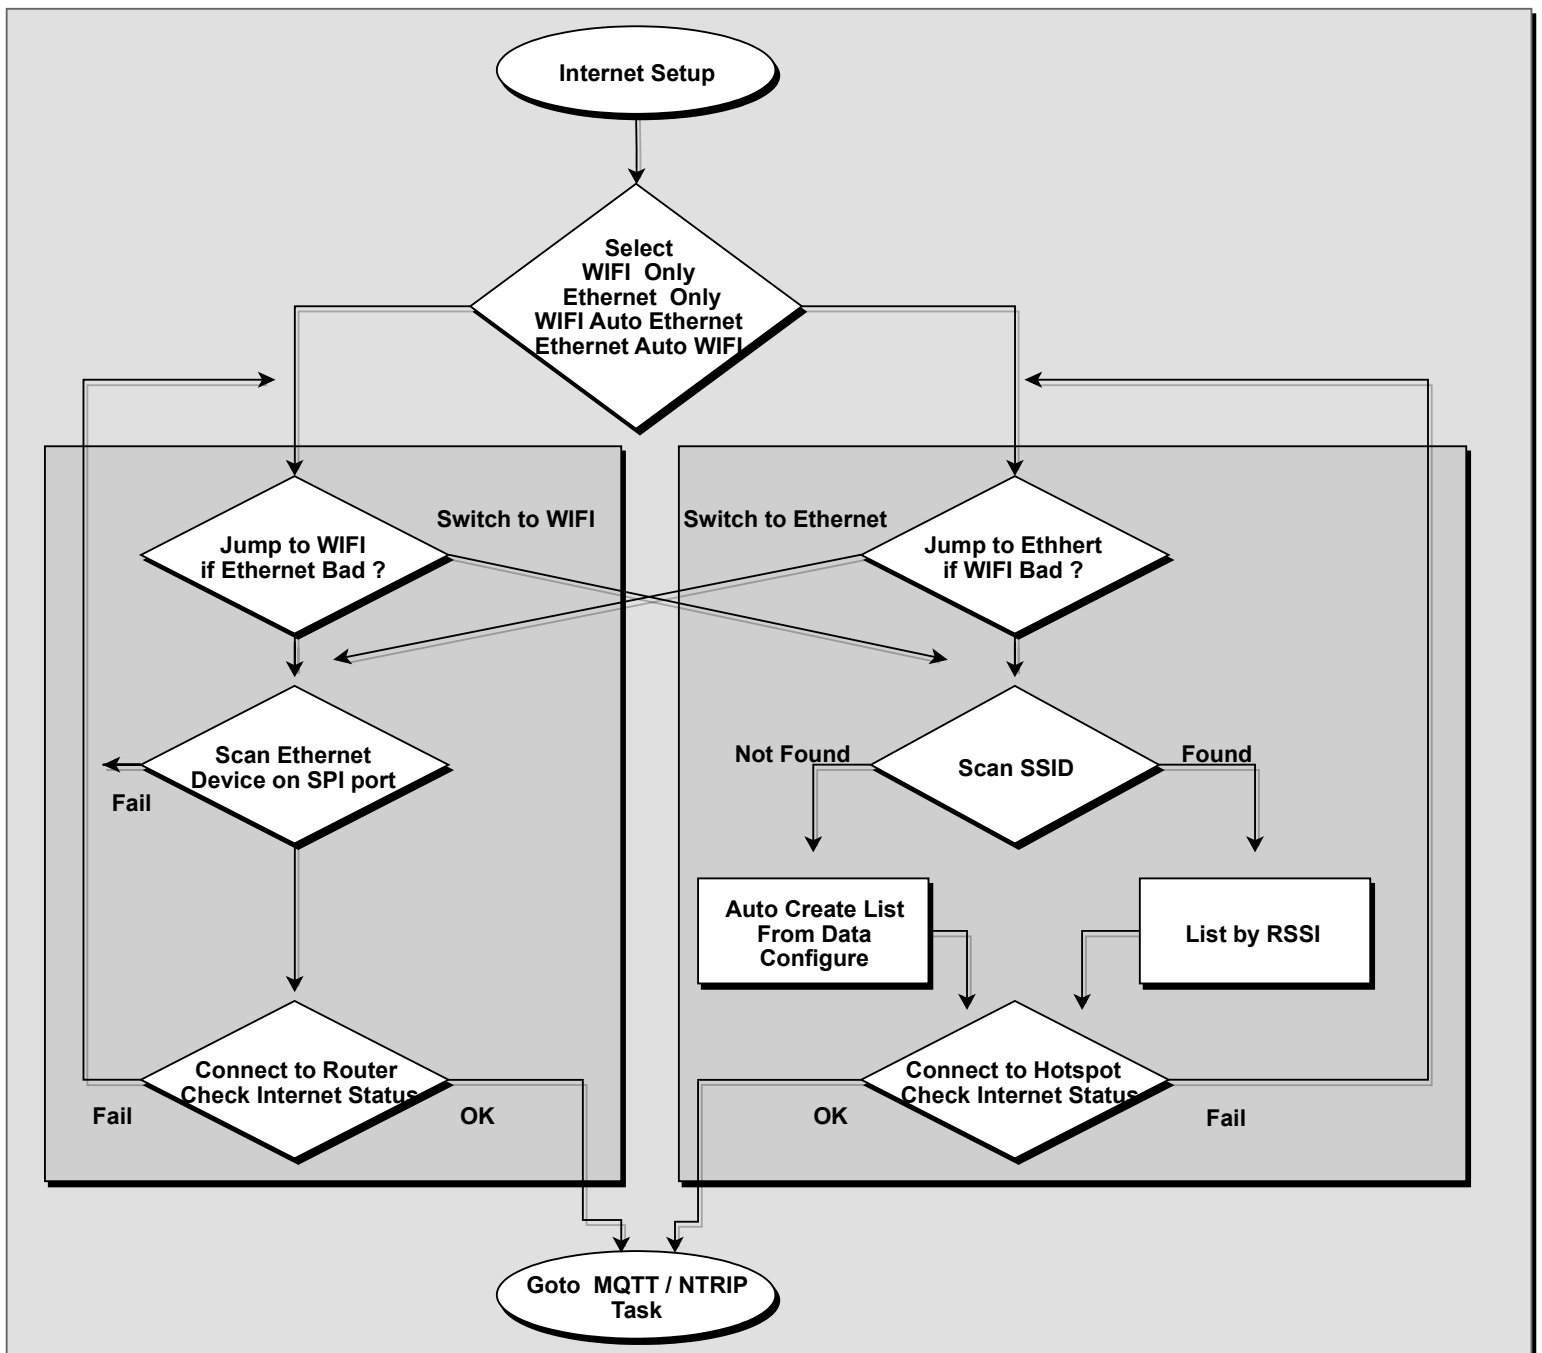 Internet Setup
Select
WIFI Only
Ethernet Only
WIFI Auto Ethernet
Ethernet Auto WIFI
Switch to WIFI
Switch to Ethernet
Jump to WIFI
if Ethernet Bad ?
Jump to Ethhert
if WIFI Bad ?
Scan Ethernet
Device on SPI port
Fail
Not Found
Scan SSID
Found
Auto Create List
From Data
Configure
List by RSSI
Connect to Router
Check Internet Status
Fail
OK
Connect to Hotspot
Check Internet Status
OK
Fail
Goto MQTT / NTRIP
Task